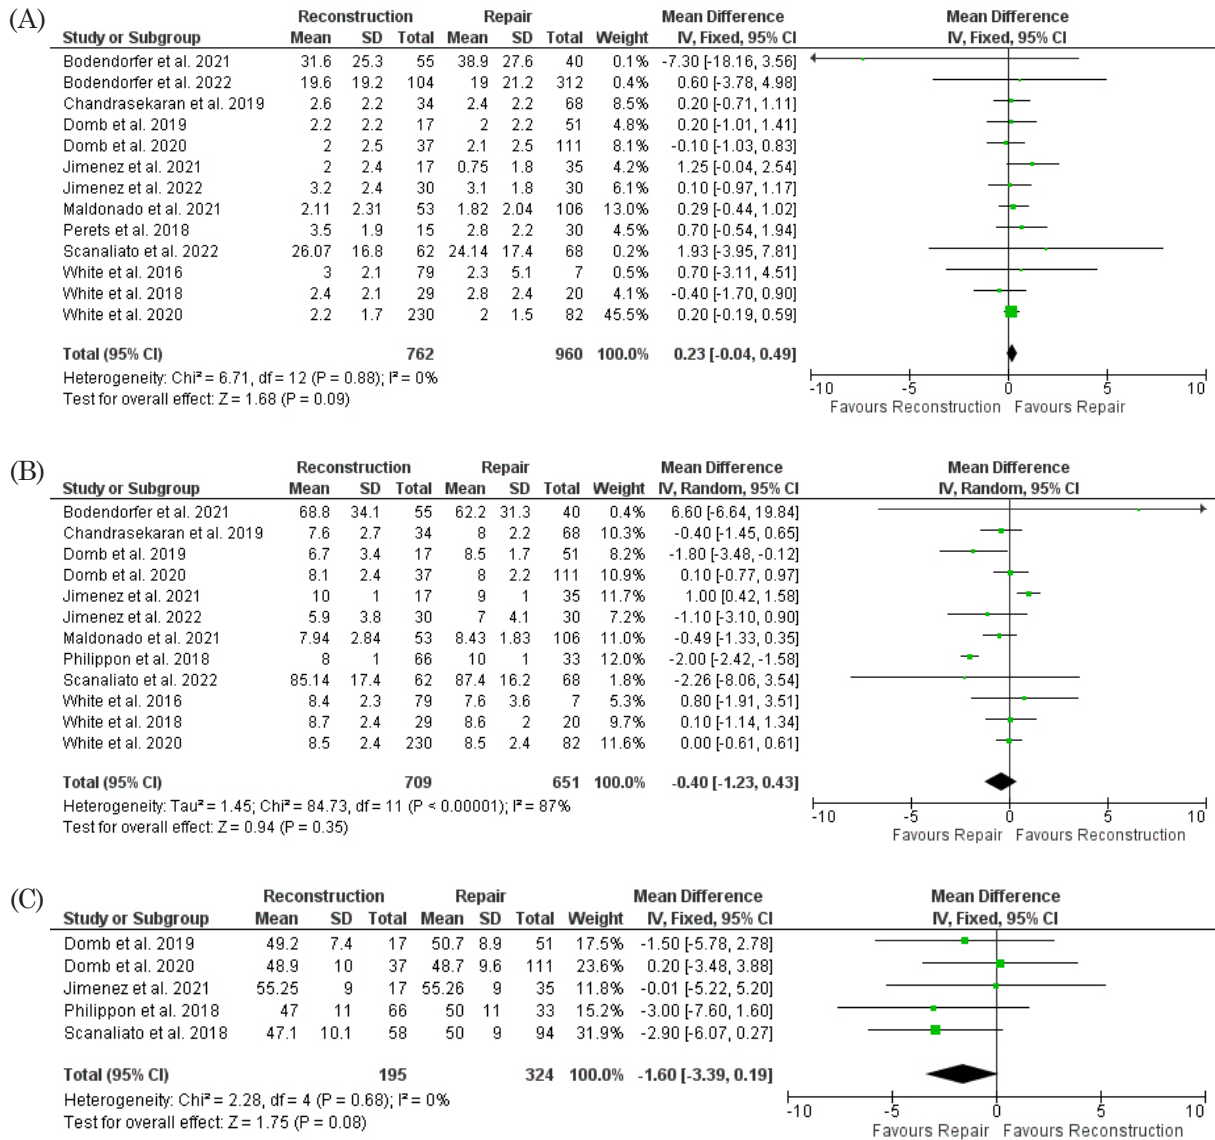 (A)
Reconstruction Repair Mean Difference Mean Difference
Study or Subgroup Mean SD Total Mean SD Total Weight IV, Fixed, 95% CI IV, Fixed, 95% CI
Bodendorfer et al. 2021 31.6 25.3 55 38.9 27.6 40 0.1% -7.30 [-18.16, 3.56]
Bodendorfer et al. 2022 19.6 19.2 104 19 21.2 312 0.4% 0.60 [-3.78, 4.98]
Chandrasekaran et al. 2019 2.6 2.2 34 2.4 2.2 68 8.5% 0.20 [-0.71, 1.11]
Domb et al. 2019 2.2 2.2 17 2 2.2 51 4.8% 0.20 [-1.01, 1.41]
Domb et al. 2020 2 2.5 37 2.1 2.5 111 8.1% -0.10 [-1.03, 0.83]
Jimenez et al. 2021 2 2.4 17 0.75 1.8 35 4.2% 1.25 [-0.04, 2.54]
Jimenez et al. 2022 3.2 2.4 30 3.1 1.8 30 6.1% 0.10 [-0.97, 1.17]
Maldonado et al. 2021 2.11 2.31 53 1.82 2.04 106 13.0% 0.29 [-0.44, 1.02]
Perets et al. 2018 3.5 1.9 15 2.8 2.2 30 4.5% 0.70 [-0.54, 1.94]
Scanaliato et al. 2022 26.07 16.8 62 24.14 17.4 68 0.2% 1.93 [-3.95, 7.81]
White et al. 2016 3 2.1 79 2.3 5.1 7 0.5% 0.70 [-3.11, 4.51]
White et al. 2018 2.4 2.1 29 2.8 2.4 20 4.1% -0.40 [-1.70, 0.90]
White et al. 2020 2.2 1.7 230 2 1.5 82 45.5% 0.20 [-0.19, 0.59]
Total (95% CI) 762 960 100.0% 0.23 [-0.04, 0.49]
Heterogeneity: Chi² = 6.71, df = 12 (P = 0.88); I² = 0%
Test for overall effect: Z = 1.68 (P = 0.09)
-10 -5 0 5 10
Favours Reconstruction Favours Repair
(B)
Reconstruction Repair Mean Difference Mean Difference
Study or Subgroup Mean SD Total Mean SD Total Weight IV, Random, 95% CI IV, Random, 95% CI
Bodendorfer et al. 2021 68.8 34.1 55 62.2 31.3 40 0.4% 6.60 [-6.64, 19.84]
Chandrasekaran et al. 2019 7.6 2.7 34 8 2.2 68 10.3% -0.40 [-1.45, 0.65]
Domb et al. 2019 6.7 3.4 17 8.5 1.7 51 8.2% -1.80 [-3.48, -0.12]
Domb et al. 2020 8.1 2.4 37 8 2.2 111 10.9% 0.10 [-0.77, 0.97]
Jimenez et al. 2021 10 1 17 9 1 35 11.7% 1.00 [0.42, 1.58]
Jimenez et al. 2022 5.9 3.8 30 7 4.1 30 7.2% -1.10 [-3.10, 0.90]
Maldonado et al. 2021 7.94 2.84 53 8.43 1.83 106 11.0% -0.49 [-1.33, 0.35]
Philippon et al. 2018 8 1 66 10 1 33 12.0% -2.00 [-2.42, -1.58]
Scanaliato et al. 2022 85.14 17.4 62 87.4 16.2 68 1.8% -2.26 [-8.06, 3.54]
White et al. 2016 8.4 2.3 79 7.6 3.6 7 5.3% 0.80 [-1.91, 3.51]
White et al. 2018 8.7 2.4 29 8.6 2 20 9.7% 0.10 [-1.14, 1.34]
White et al. 2020 8.5 2.4 230 8.5 2.4 82 11.6% 0.00 [-0.61, 0.61]
Total (95% CI) 709 651 100.0% -0.40 [-1.23, 0.43]
Heterogeneity: Tau² = 1.45; Chi² = 84.73, df = 11 (P < 0.00001); I² = 87%
Test for overall effect: Z = 0.94 (P = 0.35)
-10 -5 0 5 10
Favours Repair Favours Reconstruction
(C)
Reconstruction Repair Mean Difference Mean Difference
Study or Subgroup Mean SD Total Mean SD Total Weight IV, Fixed, 95% CI IV, Fixed, 95% CI
Domb et al. 2019 49.2 7.4 17 50.7 8.9 51 17.5% -1.50 [-5.78, 2.78]
Domb et al. 2020 48.9 10 37 48.7 9.6 111 23.6% 0.20 [-3.48, 3.88]
Jimenez et al. 2021 55.25 9 17 55.26 9 35 11.8% -0.01 [-5.22, 5.20]
Philippon et al. 2018 47 11 66 50 11 33 15.2% -3.00 [-7.60, 1.60]
Scanaliato et al. 2018 47.1 10.1 58 50 9 94 31.9% -2.90 [-6.07, 0.27]
Total (95% CI) 195 324 100.0% -1.60 [-3.39, 0.19]
Heterogeneity: Chi² = 2.28, df = 4 (P = 0.68); I² = 0%
Test for overall effect: Z = 1.75 (P = 0.08)
-10 -5 0 5 10
Favours Repair Favours Reconstruction